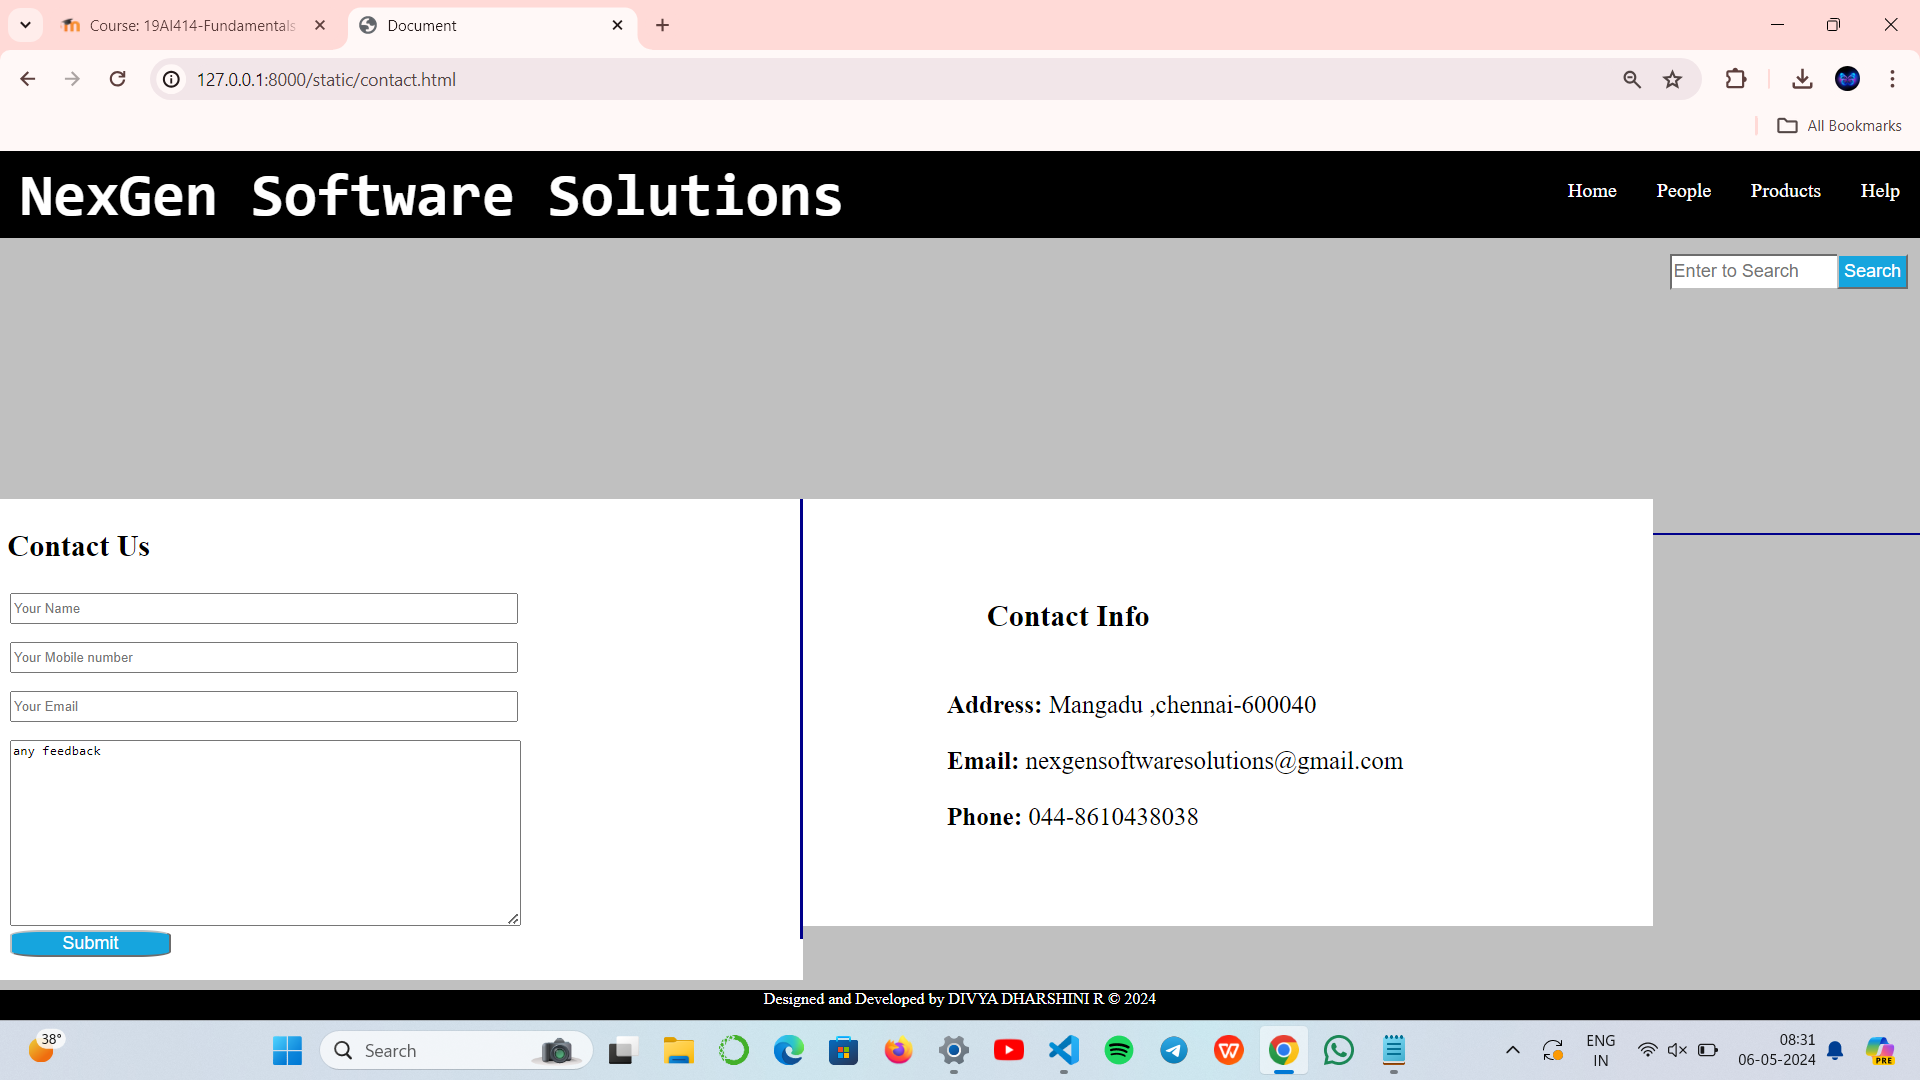 Course: 19AI414-Fundamentals
Document
127.0.0.1:8000/static/contact.html
All Bookmarks
NexGen Software Solutions
Home People Products Help
Enter to Search Search
Contact Us
Your Name
Your Mobile number
Your Email
any feedback
Submit
Contact Info
Address: Mangadu ,chennai-600040
Email: nexgensoftwaresolutions@gmail.com
Phone: 044-8610438038
Designed and Developed by DIVYA DHARSHINI R © 2024
38°
Search
ENG
IN
08:31
06-05-2024
PRE